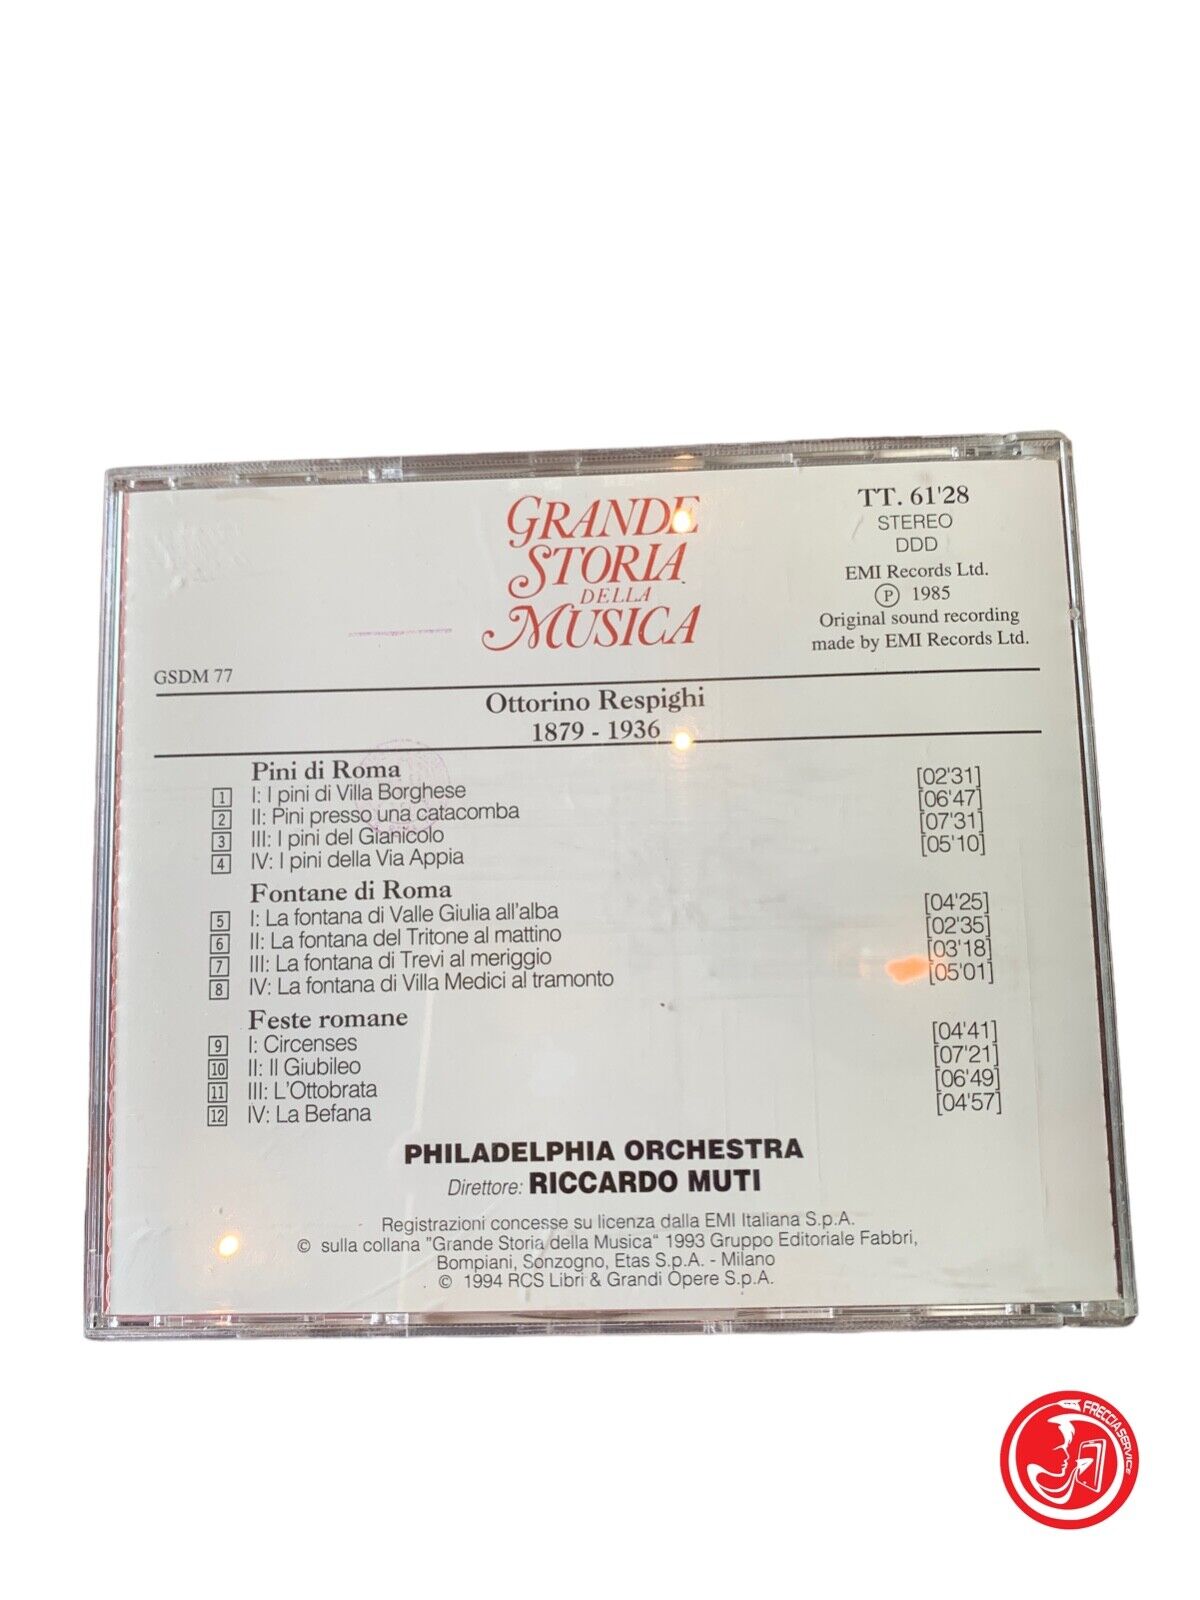 GRANDE
STORIA
DELLA
MUSICA
TT. 61'28
STEREO
DDD
EMI Records Ltd.
Ⓟ 1985
Original sound recording
made by EMI Records Ltd.
GSDM 77
Ottorino Respighi
1879 - 1936
Pini di Roma
1 I: I pini di Villa Borghese [02'31]
2 II: Pini presso una catacomba [06'47]
3 III: I pini del Gianicolo [07'31]
4 IV: I pini della Via Appia [05'10]
Fontane di Roma
5 I: La fontana di Valle Giulia all'alba [04'25]
6 II: La fontana del Tritone al mattino [02'35]
7 III: La fontana di Trevi al meriggio [03'18]
8 IV: La fontana di Villa Medici al tramonto [05'01]
Feste romane
9 I: Circenses [04'41]
10 II: Il Giubileo [07'21]
11 III: L'Ottobrata [06'49]
12 IV: La Befana [04'57]
PHILADELPHIA ORCHESTRA
Direttore: RICCARDO MUTI
Registrazioni concesse su licenza dalla EMI Italiana S.p.A.
© sulla collana "Grande Storia della Musica" 1993 Gruppo Editoriale Fabbri,
Bompiani, Sonzogno, Etas S.p.A. - Milano
© 1994 RCS Libri & Grandi Opere S.p.A.
FRECCIA SERVICE